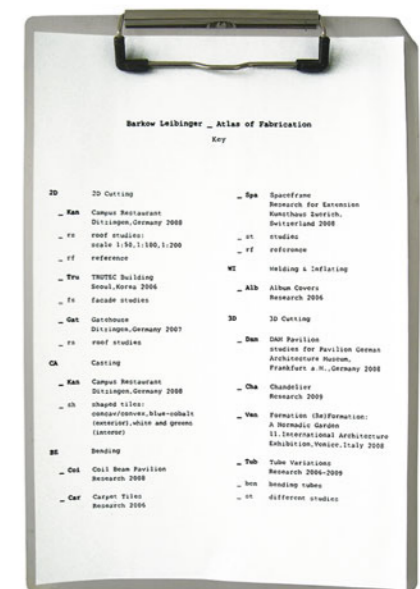 Barkow Leibinger _ Atlas of Fabrication
Key
2D 2D Cutting
_ Kan Campus Restaurant
Ditzingen,Germany 2008
_ rs roof studies:
scale 1:50,1:100,1:200
_ rf reference
_ Tru TRUTEC Building
Seoul,Korea 2006
_ fs facade studies
_ Gat Gatehouse
Ditzingen,Germany 2007
_ rs roof studies
CA Casting
_ Kan Campus Restaurant
Ditzingen,Germany 2008
_ sh shaped tiles:
concav/convex,blue-cobalt
(exterior),white and greens
(interor)
BE Bending
_ Coi Coil Beam Pavilion
Research 2008
_ Car Carpet Tiles
Research 2006
_ Spa Spaceframe
Research for Extension
Kunsthaus Zuerich,
Switzerland 2008
_ st studies
_ rf reference
WI Welding & Inflating
_ Alb Album Covers
Research 2006
3D 3D Cutting
_ Dam DAM Pavilion
studies for Pavilion German
Architecture Museum,
Frankfurt a.M.,Germany 2008
_ Cha Chandelier
Research 2009
_ Ven Formation (De)Formation:
A Normadic Garden
11.International Architecture
Exhibition,Venice,Italy 2008
_ Tub Tube Variations
Research 2006-2009
_ ben bending tubes
_ st different studies